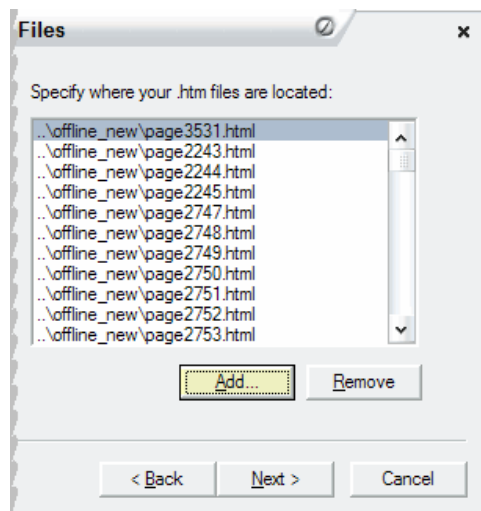 Files
Specify where your .htm files are located:
..\offline_new\page3531.html
..\offline_new\page2243.html
..\offline_new\page2244.html
..\offline_new\page2245.html
..\offline_new\page2747.html
..\offline_new\page2748.html
..\offline_new\page2749.html
..\offline_new\page2750.html
..\offline_new\page2751.html
..\offline_new\page2752.html
..\offline_new\page2753.html
Add... Remove
< Back Next > Cancel